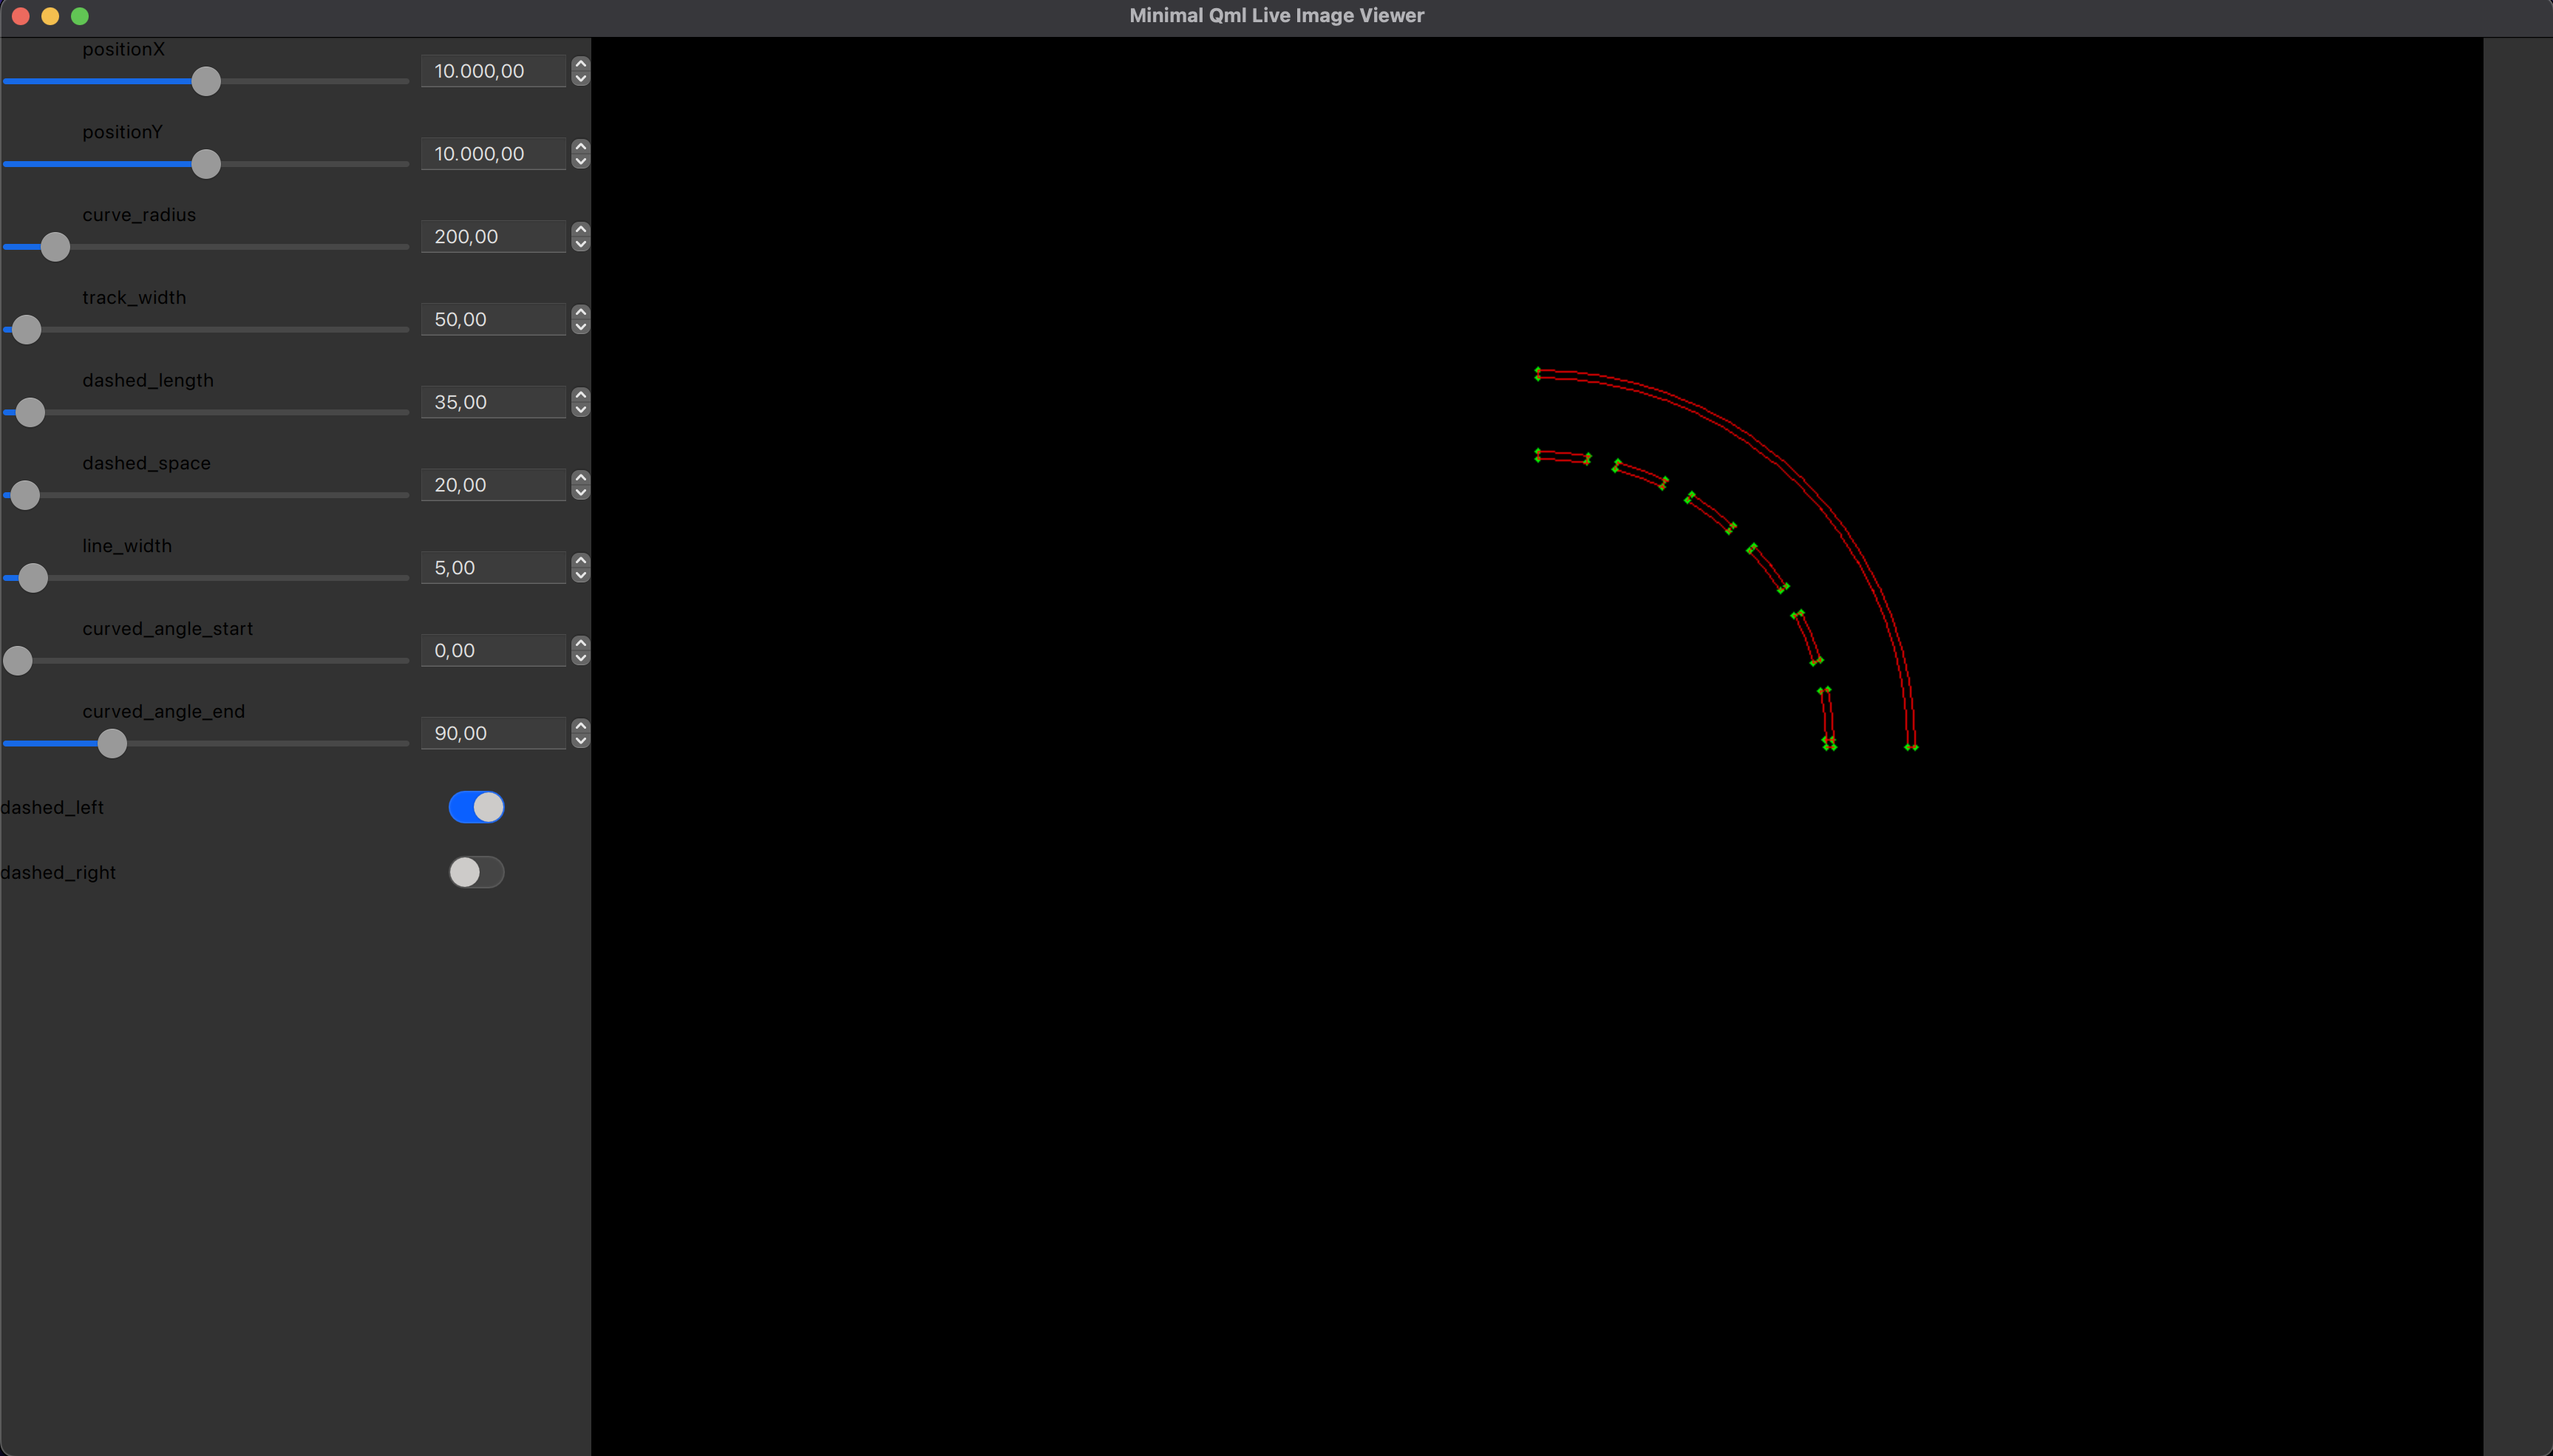 Minimal Qml Live Image Viewer
positionX
10.000,00
positionY
10.000,00
curve_radius
200,00
track_width
50,00
dashed_length
35,00
dashed_space
20,00
line_width
5,00
curved_angle_start
0,00
curved_angle_end
90,00
dashed_left
dashed_right